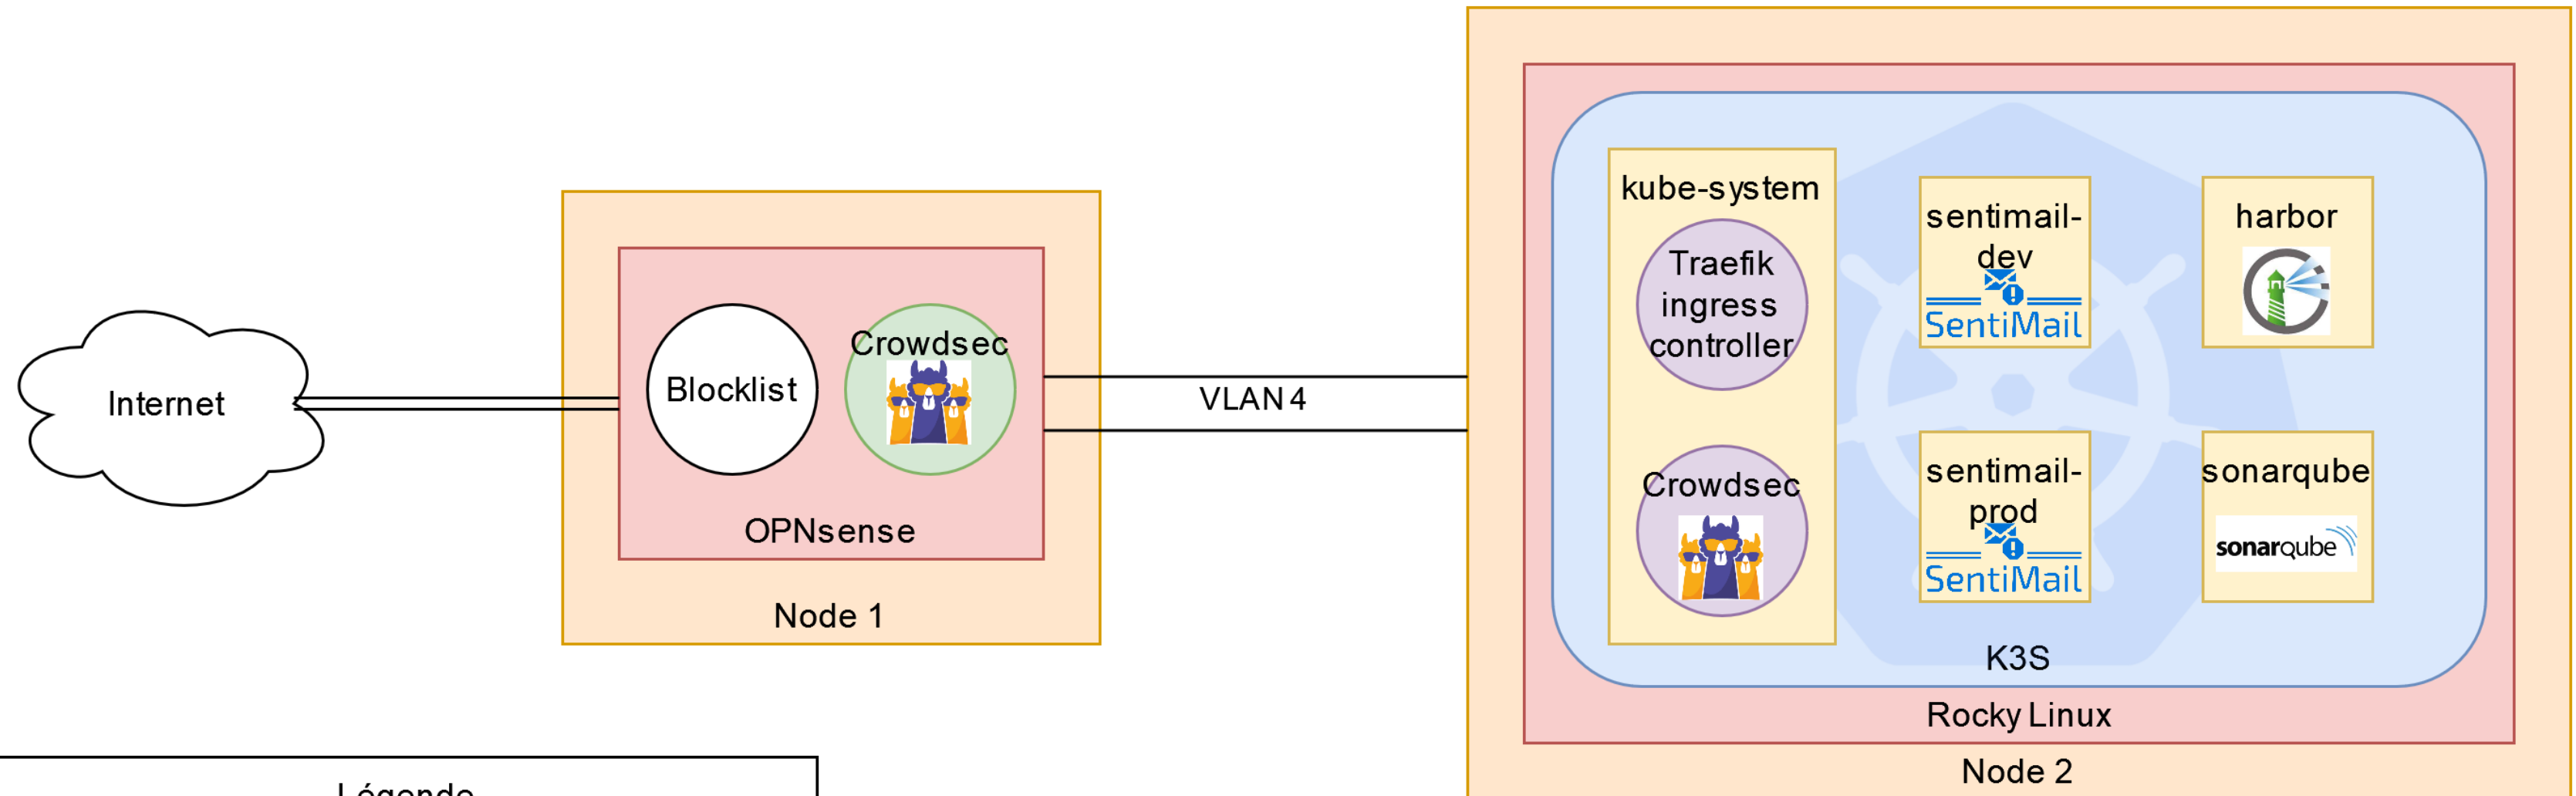 Internet
Blocklist
Crowdsec
OPNsense
Node 1
VLAN 4
kube-system
Traefik
ingress
controller
Crowdsec
sentimail-
dev
SentiMail
harbor
sentimail-
prod
SentiMail
sonarqube
sonarqube
K3S
Rocky Linux
Node 2
Légende